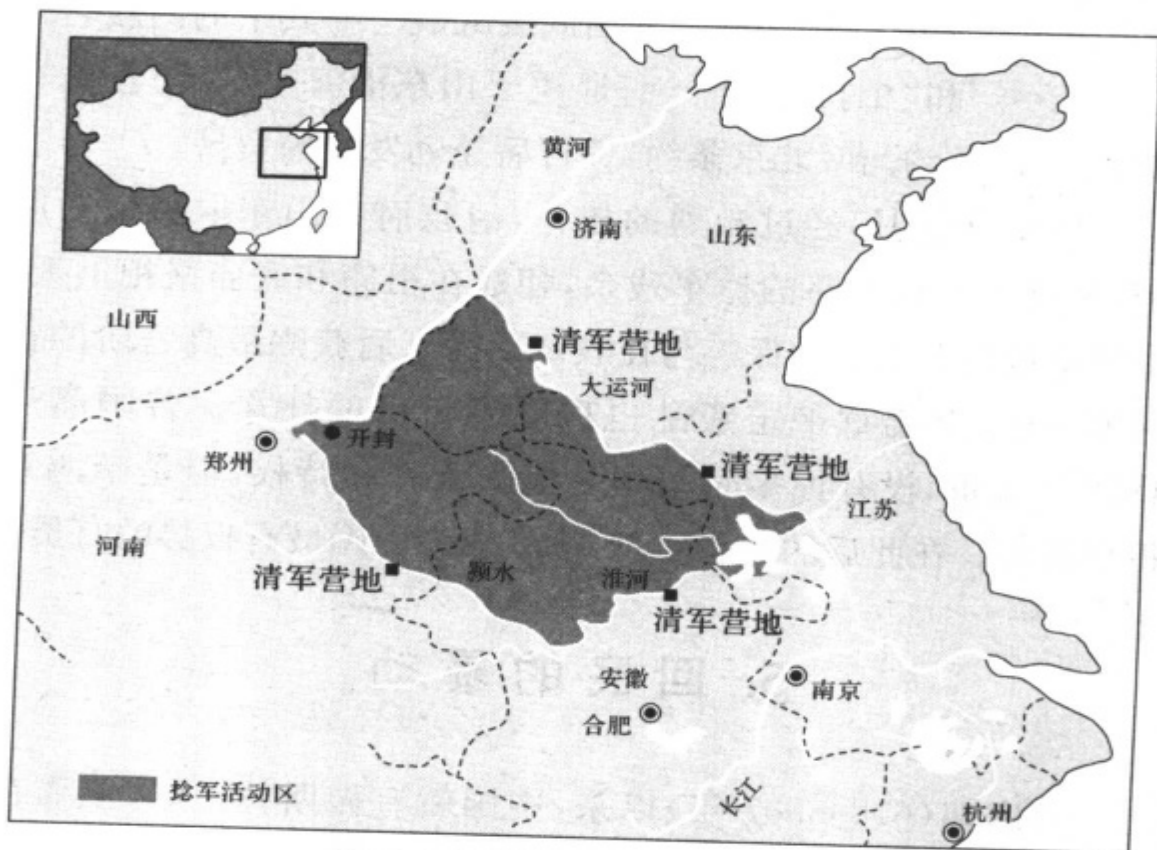 黄河
济南
山东
山西
清军营地
大运河
开封
郑州
清军营地
江苏
河南
清军营地
颍水
淮河
清军营地
安徽
南京
合肥
捻军活动区
长江
杭州